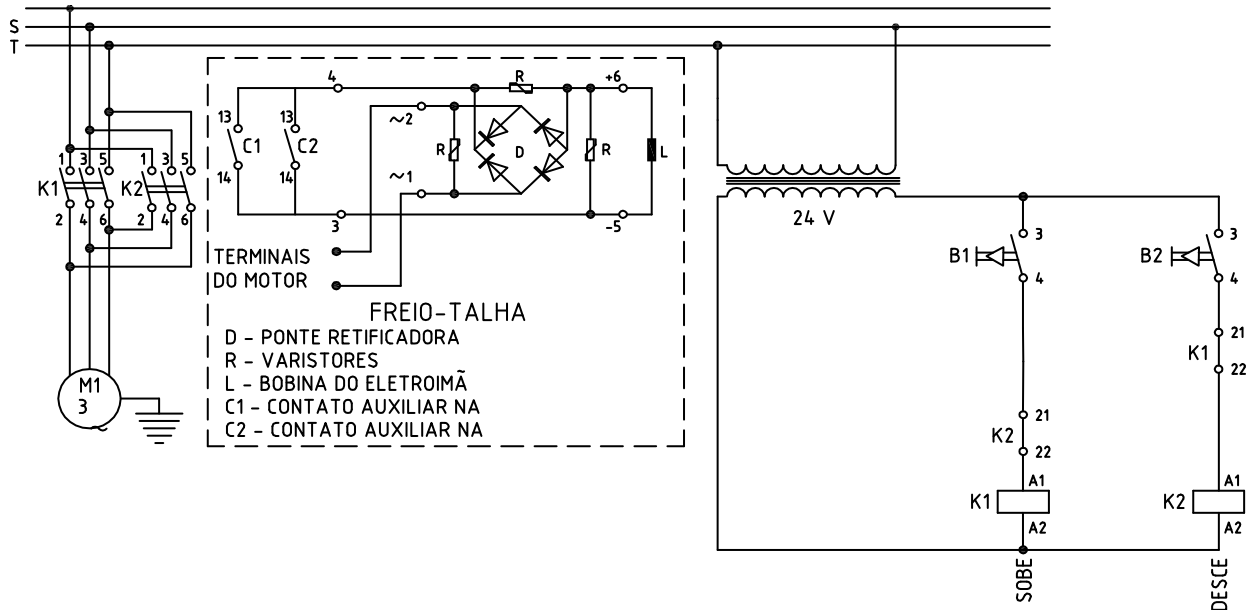 S
T
4
R
+6
13
13
~2
C1
C2
R
D
R
L
14
14
~1
3
-5
1
3
5
1
3
5
K1
K2
2
4
6
2
4
6
TERMINAIS
DO MOTOR
FREIO-TALHA
D - PONTE RETIFICADORA
R - VARISTORES
L - BOBINA DO ELETROIMÃ
C1 - CONTATO AUXILIAR NA
C2 - CONTATO AUXILIAR NA
M1
3
~
24 V
3
B1
4
3
B2
4
21
K1
22
21
K2
22
A1
K1
A2
A1
K2
A2
SOBE
DESCE